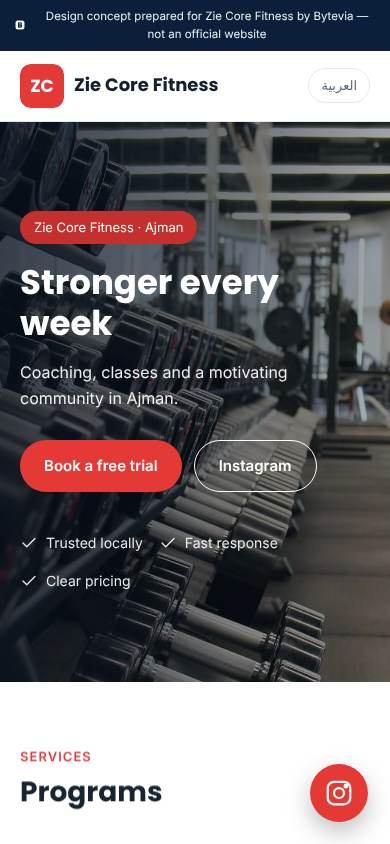 Design concept prepared for Zie Core Fitness by Bytevia —
not an official website
ZC
Zie Core Fitness
العربية
Zie Core Fitness · Ajman
Stronger every
week
Coaching, classes and a motivating
community in Ajman.
Book a free trial
Instagram
Trusted locally
Fast response
Clear pricing
SERVICES
Programs